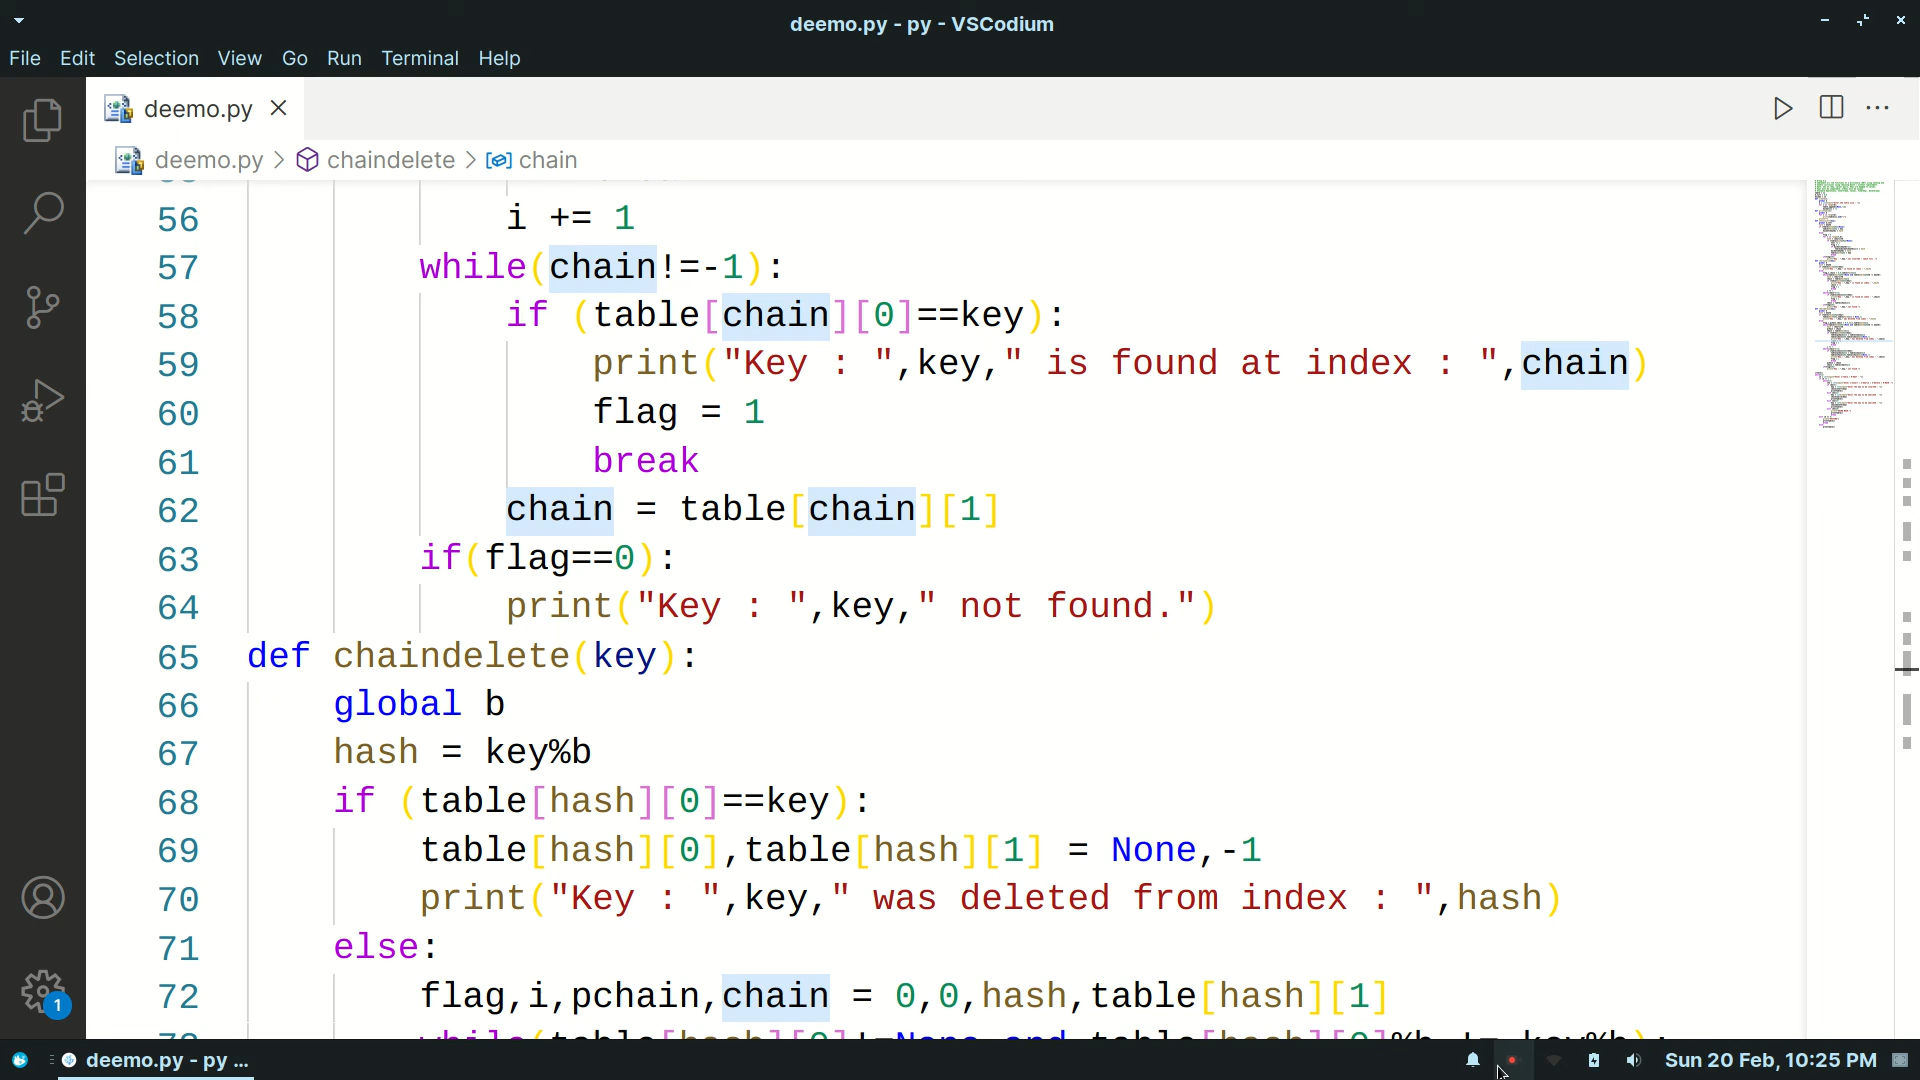 deemo.py - py - VSCodium
File Edit Selection View Go Run Terminal Help
deemo.py
deemo.py > chaindelete > chain
56 i += 1
57 while(chain!=-1):
58 if (table[chain][0]==key):
59 print("Key : ",key," is found at index : ",chain)
60 flag = 1
61 break
62 chain = table[chain][1]
63 if(flag==0):
64 print("Key : ",key," not found.")
65 def chaindelete(key):
66 global b
67 hash = key%b
68 if (table[hash][0]==key):
69 table[hash][0],table[hash][1] = None,-1
70 print("Key : ",key," was deleted from index : ",hash)
71 else:
72 flag,i,pchain,chain = 0,0,hash,table[hash][1]
1
deemo.py - py ...
Sun 20 Feb, 10:25 PM